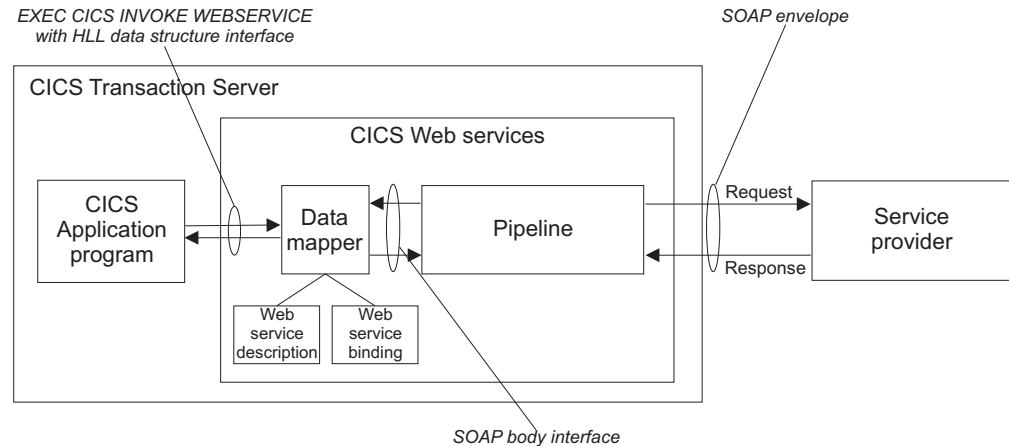 EXEC CICS INVOKE WEBSERVICE
with HLL data structure interface
SOAP envelope
CICS Transaction Server
CICS Web services
CICS
Application
program
Data
mapper
Pipeline
Request
Response
Service
provider
Web
service
description
Web
service
binding
SOAP body interface